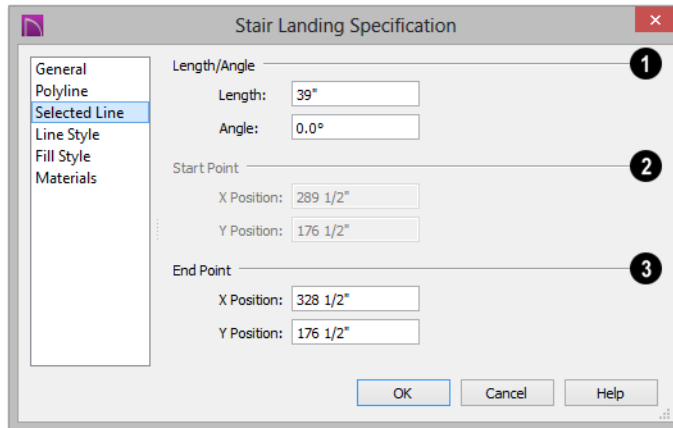 Stair Landing Specification
General
Polyline
Selected Line
Line Style
Fill Style
Materials
Length/Angle 1
Length: 39"
Angle: 0.0°
Start Point 2
X Position: 289 1/2"
Y Position: 176 1/2"
End Point 3
X Position: 328 1/2"
Y Position: 176 1/2"
OK Cancel Help